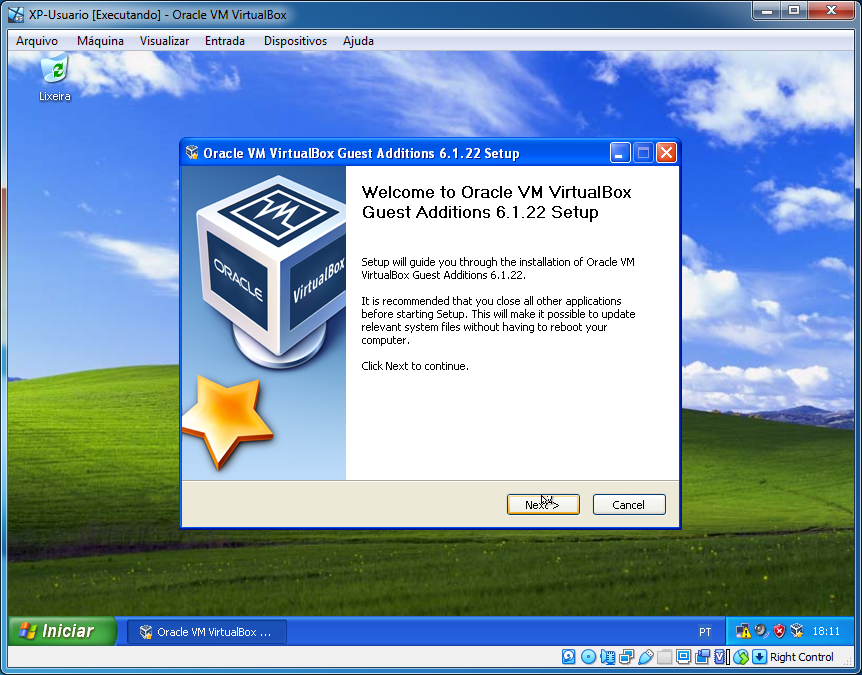 XP-Usuario [Executando] - Oracle VM VirtualBox
Arquivo Máquina Visualizar Entrada Dispositivos Ajuda
Lixeira
Oracle VM VirtualBox Guest Additions 6.1.22 Setup
ORACLE
VirtualBox
Welcome to Oracle VM VirtualBox
Guest Additions 6.1.22 Setup
Setup will guide you through the installation of Oracle VM
VirtualBox Guest Additions 6.1.22.
It is recommended that you close all other applications
before starting Setup. This will make it possible to update
relevant system files without having to reboot your
computer.
Click Next to continue.
Next >
Cancel
Iniciar
Oracle VM VirtualBox ...
PT
18:11
Right Control